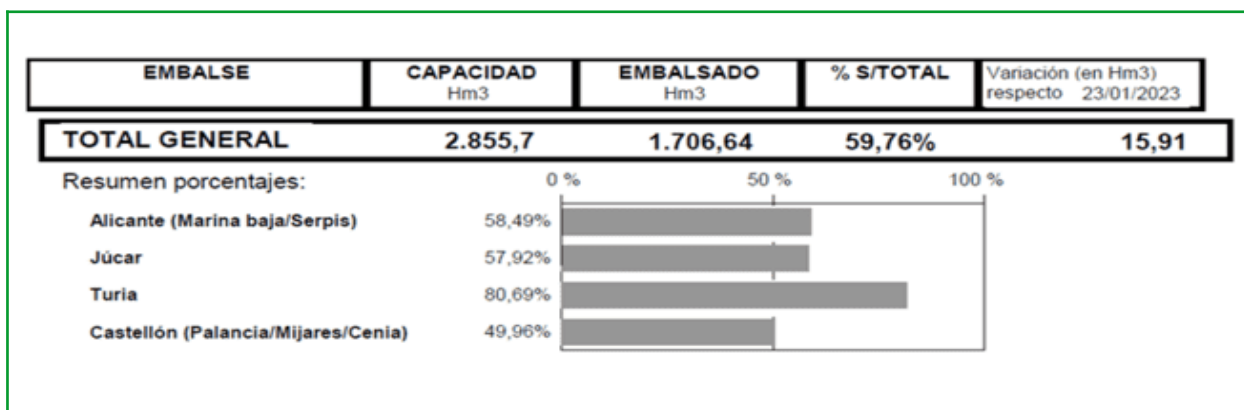 EMBALSE CAPACIDAD EMBALSADO % S/TOTAL Variación (en Hm3)
Hm3 Hm3 respecto 23/01/2023
TOTAL GENERAL 2.855,7 1.706,64 59,76% 15,91
Resumen porcentajes: 0 % 50 % 100 %
Alicante (Marina baja/Serpis) 58,49%
Júcar 57,92%
Turia 80,69%
Castellón (Palancia/Mijares/Cenia) 49,96%